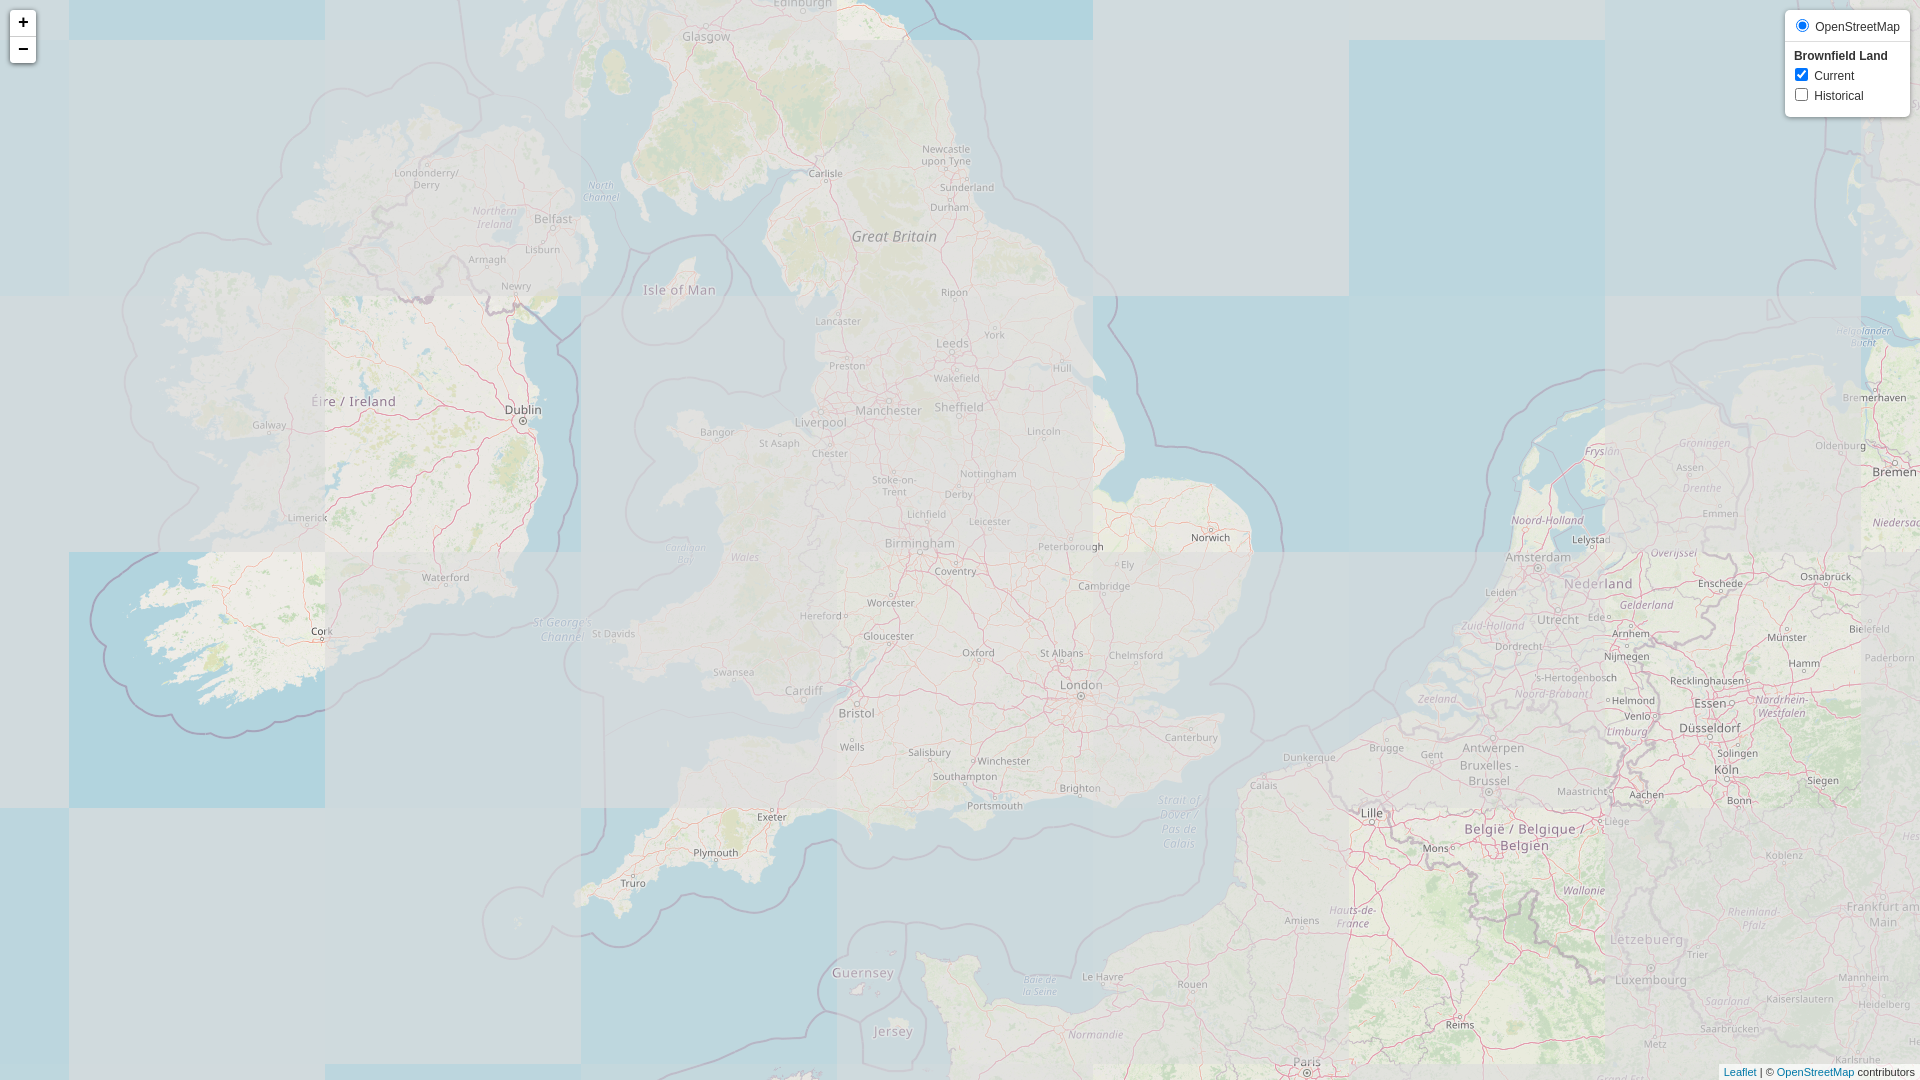 +
−
OpenStreetMap
Brownfield Land
Current
Historical
Edinburgh
Glasgow
Newcastle
upon Tyne
Londonderry/
Derry
Carlisle
North
Channel
Sunderland
Durham
Northern
Ireland
Belfast
Great Britain
Lisburn
Armagh
Newry
Isle of Man
Ripon
Lancaster
York
Leeds
Preston
Hull
Wakefield
Éire / Ireland
Dublin
Manchester
Sheffield
Liverpool
Galway
Bangor
St Asaph
Lincoln
Chester
Nottingham
Stoke-on-
Trent
Derby
Lichfield
Leicester
Limerick
Birmingham
Peterborough
Norwich
Cardigan
Bay
Wales
Coventry
Ely
Cambridge
Waterford
Worcester
Hereford
Cork
St George's
Channel
St Davids
Gloucester
Oxford
St Albans
Chelmsford
Swansea
Cardiff
London
Bristol
Canterbury
Wells
Salisbury
Winchester
Southampton
Portsmouth
Brighton
Strait of
Dover /
Pas de
Calais
Exeter
Plymouth
Truro
Guernsey
Jersey
Helgoländer
Bucht
Bremerhaven
Groningen
Oldenburg
Fryslân
Assen
Drenthe
Bremen
Emmen
Noord-Holland
Niedersac
Lelystad
Overijssel
Amsterdam
Nederland
Enschede
Osnabrück
Leiden
Gelderland
Utrecht
Ede
Zuid-Holland
Arnhem
Münster
Bielefeld
Dordrecht
Nijmegen
Paderborn
Hamm
's-Hertogenbosch
Recklinghausen
Zeeland
Noord-Brabant
Helmond
Essen
Nordrhein-
Westfalen
Venlo
Düsseldorf
Limburg
Dunkerque
Brugge
Gent
Antwerpen
Solingen
Bruxelles -
Brussel
Köln
Siegen
Calais
Maastricht
Aachen
Bonn
Lille
Liège
België / Belgique /
Belgien
Mons
Koblenz
Hes
Wallonie
Hauts-de-
France
Amiens
Rheinland-
Pfalz
Frankfurt am
Main
Letzebuerg
Trier
Luxembourg
Mannheim
Le Havre
Baie de
la Seine
Rouen
Saarland
Kaiserslautern
Heidelberg
Normandie
Reims
Saarbrücken
Metz
Paris
Karlsruhe
Grand Est
Leaflet | © OpenStreetMap contributors